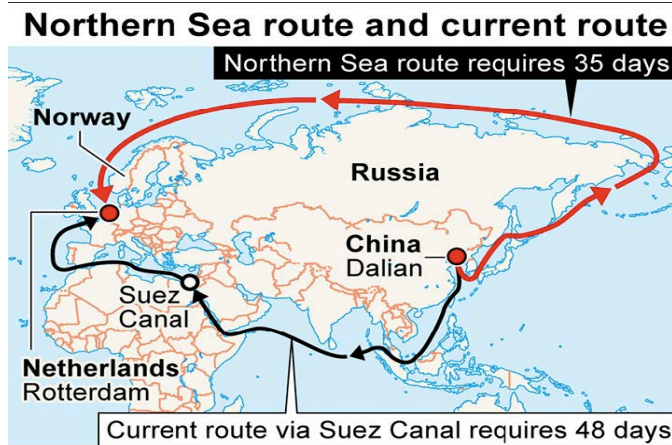 Northern Sea route and current route
Northern Sea route requires 35 days
Norway
Russia
China
Dalian
Suez
Canal
Netherlands
Rotterdam
Current route via Suez Canal requires 48 days